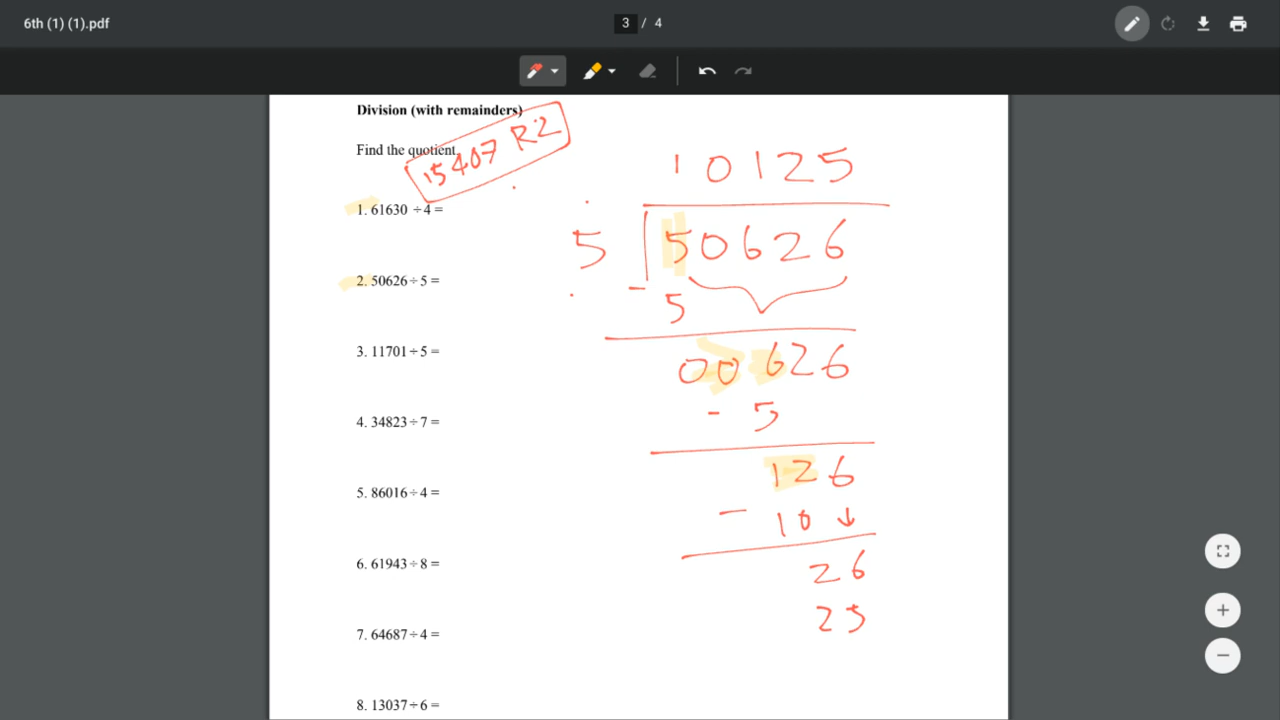 6th (1) (1).pdf
3 / 4
Division (with remainders)
Find the quotient.
15407 R2
1. 61630 ÷ 4 =
2. 50626 ÷ 5 =
3. 11701 ÷ 5 =
4. 34823 ÷ 7 =
5. 86016 ÷ 4 =
6. 61943 ÷ 8 =
7. 64687 ÷ 4 =
8. 13037 ÷ 6 =
10125
5 50626
- 5
00626
- 5
126
- 10 ↓
26
25